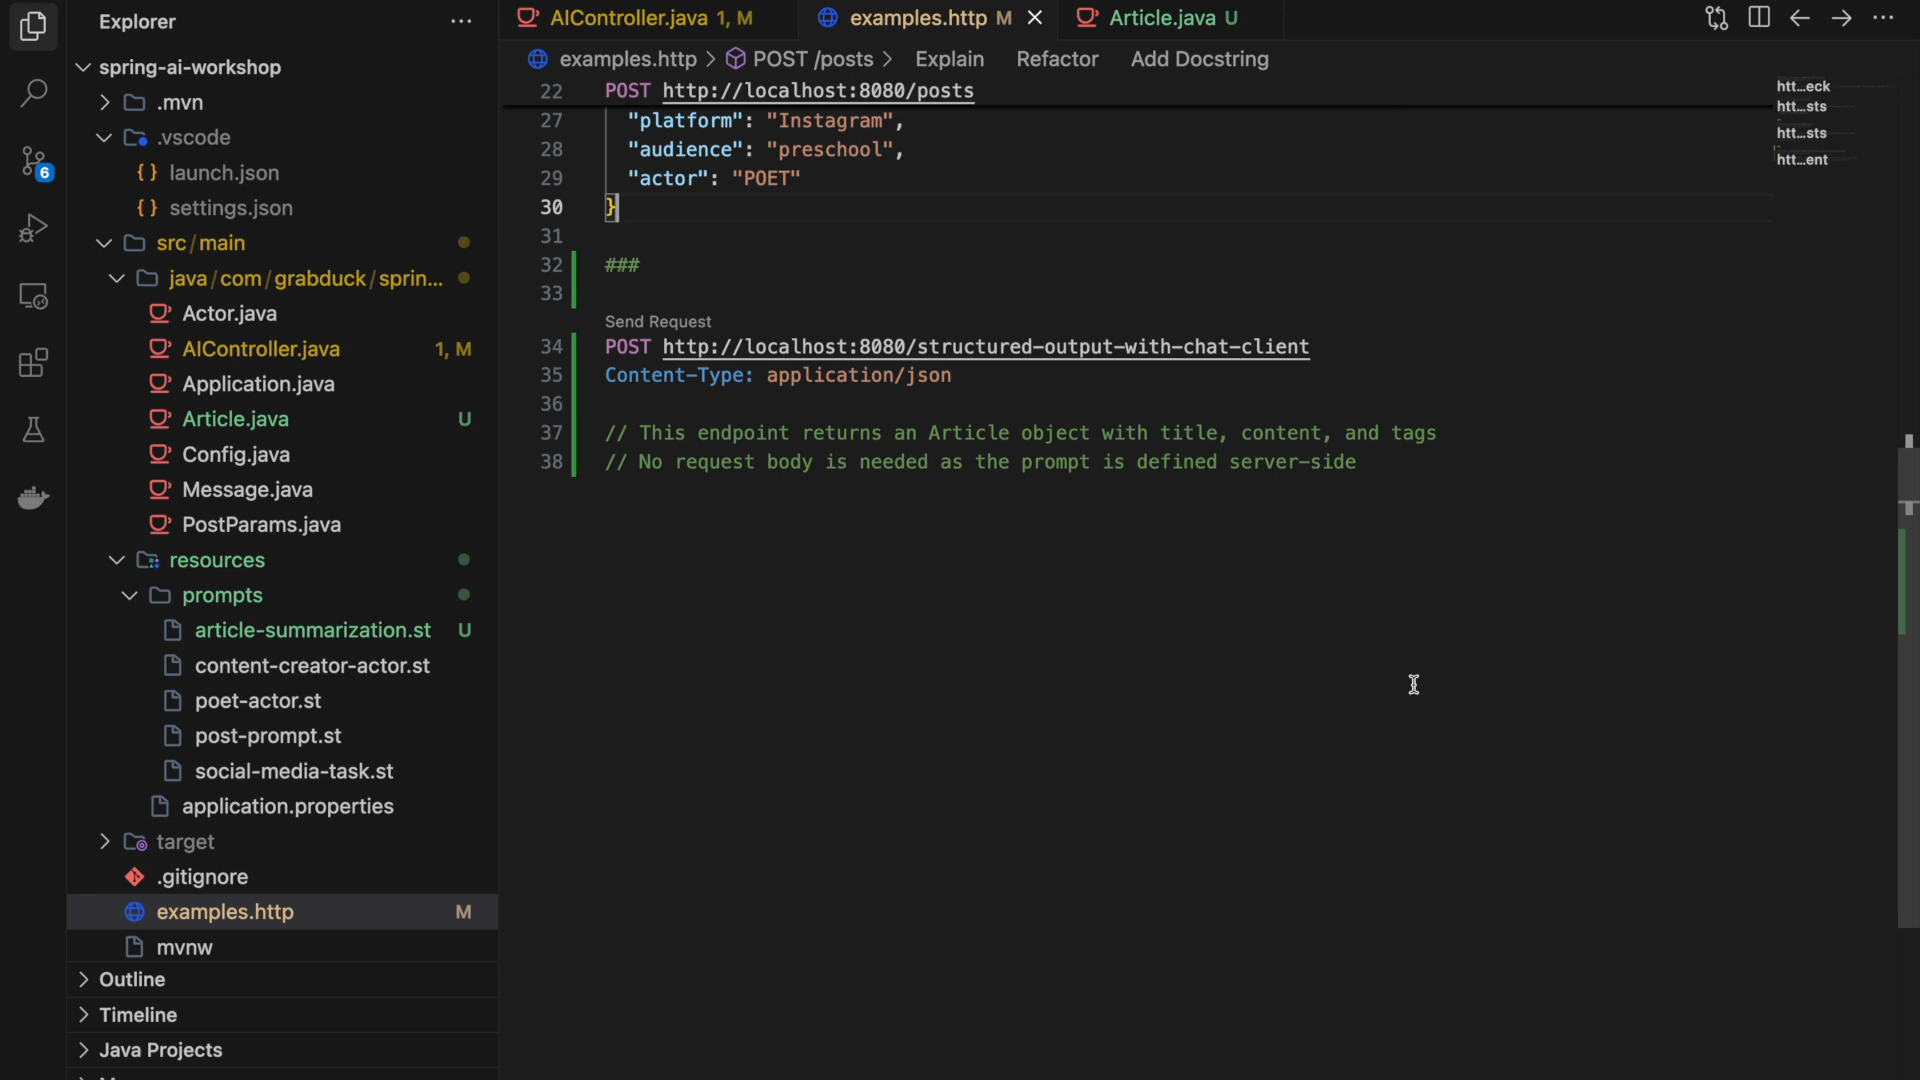 Explorer
spring-ai-workshop
.mvn
.vscode
launch.json
settings.json
src/main
java/com/grabduck/sprin...
Actor.java
AIController.java 1, M
Application.java
Article.java U
Config.java
Message.java
PostParams.java
resources
prompts
article-summarization.st U
content-creator-actor.st
poet-actor.st
post-prompt.st
social-media-task.st
application.properties
target
.gitignore
examples.http M
mvnw
Outline
Timeline
Java Projects
6
AIController.java 1, M
examples.http M
Article.java U
examples.http > POST /posts > Explain Refactor Add Docstring
22 POST http://localhost:8080/posts
27 "platform": "Instagram",
28 "audience": "preschool",
29 "actor": "POET"
30 }
31
32 ###
33
Send Request
34 POST http://localhost:8080/structured-output-with-chat-client
35 Content-Type: application/json
36
37 // This endpoint returns an Article object with title, content, and tags
38 // No request body is needed as the prompt is defined server-side
htt...eck
htt...sts
htt...sts
htt...ent